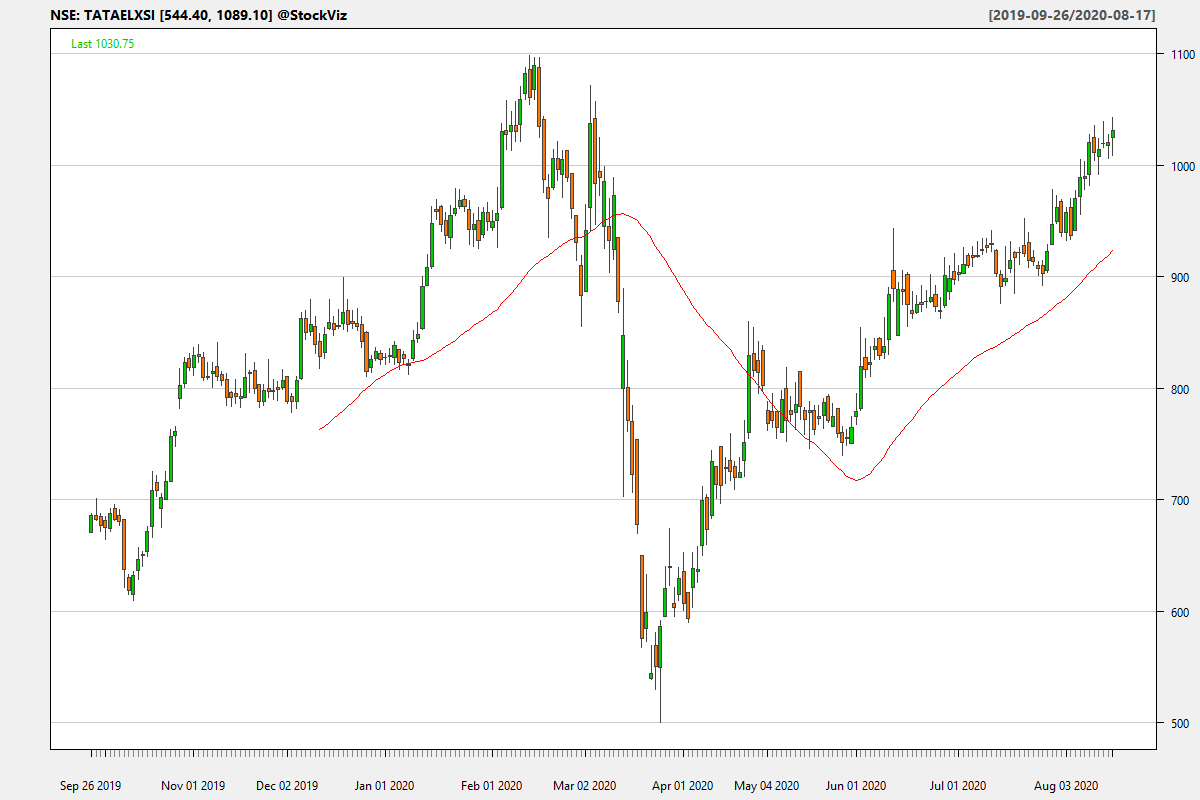 NSE: TATAELXSI [544.40, 1089.10] @StockViz
[2019-09-26/2020-08-17]
Last 1030.75
1100
1000
900
800
700
600
500
Sep 26 2019
Nov 01 2019
Dec 02 2019
Jan 01 2020
Feb 01 2020
Mar 02 2020
Apr 01 2020
May 04 2020
Jun 01 2020
Jul 01 2020
Aug 03 2020